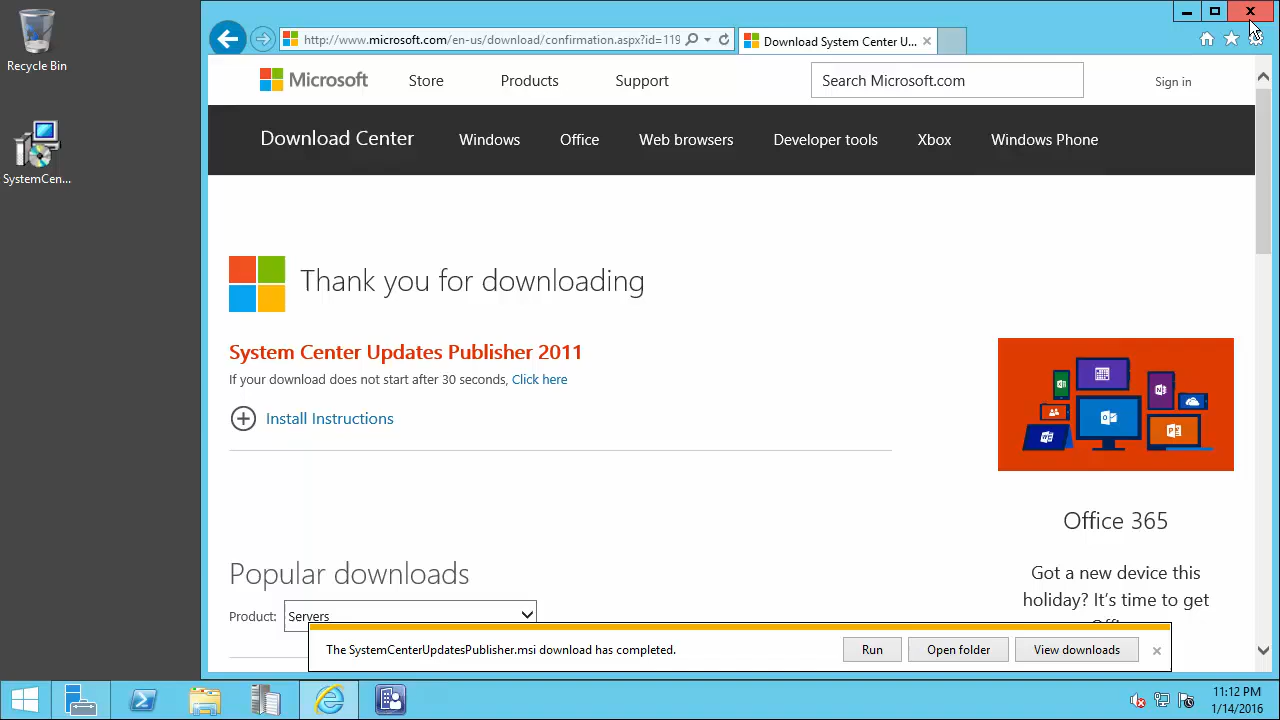 Recycle Bin
SystemCen...
http://www.microsoft.com/en-us/download/confirmation.aspx?id=119
Download System Center U...
Microsoft
Store
Products
Support
Search Microsoft.com
Sign in
Download Center
Windows
Office
Web browsers
Developer tools
Xbox
Windows Phone
Thank you for downloading
System Center Updates Publisher 2011
If your download does not start after 30 seconds, Click here
Install Instructions
Office 365
Got a new device this
holiday? It's time to get
Popular downloads
Product:
Servers
The SystemCenterUpdatesPublisher.msi download has completed.
Run
Open folder
View downloads
11:12 PM
1/14/2016